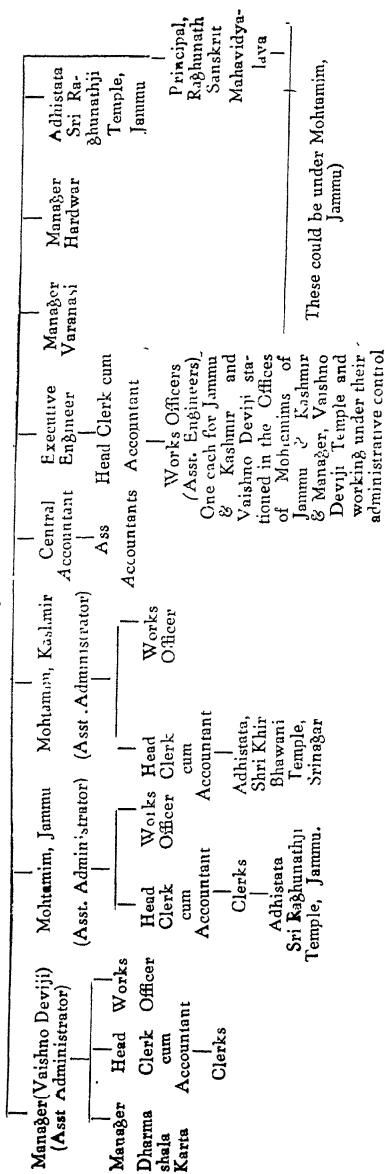 Manager (Vaishno Deviji)
(Asst Administrator)
Manager
Dharma
shala
Karta
Head
Clerk
cum
Accountant
Clerks
Works
Officer
Mohtamim, Jammu
(Asst. Administrator)
Head
Clerk
cum
Accountant
Clerks
Adhistata
Sri Raghunathji
Temple, Jammu.
Works
Officer
Mohtamim, Kashmir
(Asst. Administrator)
Head
Clerk
cum
Accountant
Adhistata,
Shri Khir
Bhawani
Temple,
Srinagar
Works
Officer
Central
Accountant
Ass
Accountants
Executive
Engineer
Head Clerk cum
Accountant
Works Officers
(Asst. Engineers)
One each for Jammu
& Kashmir and
Vaishno Deviji sta-
tioned in the Offices
of Mohtamims of
Jammu & Kashmir
& Manager, Vaishno
Deviji Temple and
working under their
administrative control
Manager
Varanasi
Manager
Hardwar
Adhistata
Sri Ra-
ghunathji
Temple,
Jammu
Principal,
Raghunath
Sanskrit
Mahavidya-
laya
These could be under Mohtamim,
Jammu)